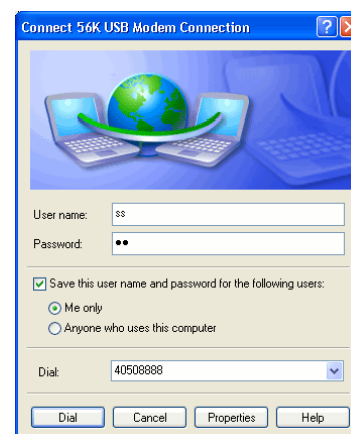 Connect 56K USB Modem Connection
User name: ss
Password: ●●
Save this user name and password for the following users:
Me only
Anyone who uses this computer
Dial: 40508888
Dial Cancel Properties Help